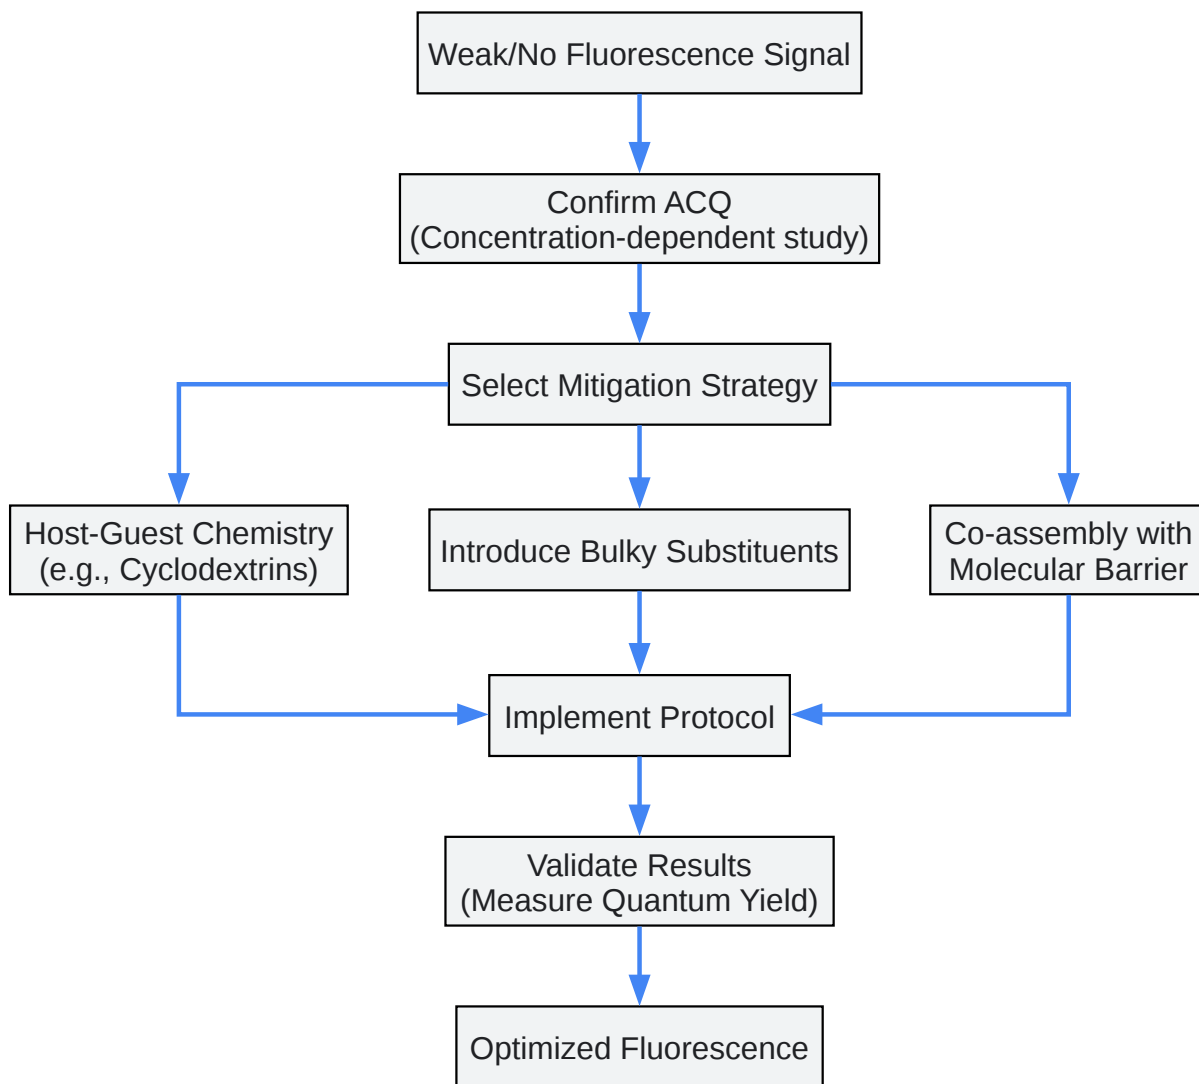 Weak/No Fluorescence Signal
Confirm ACQ
(Concentration-dependent study)
Select Mitigation Strategy
Host-Guest Chemistry
(e.g., Cyclodextrins)
Introduce Bulky Substituents
Co-assembly with
Molecular Barrier
Implement Protocol
Validate Results
(Measure Quantum Yield)
Optimized Fluorescence